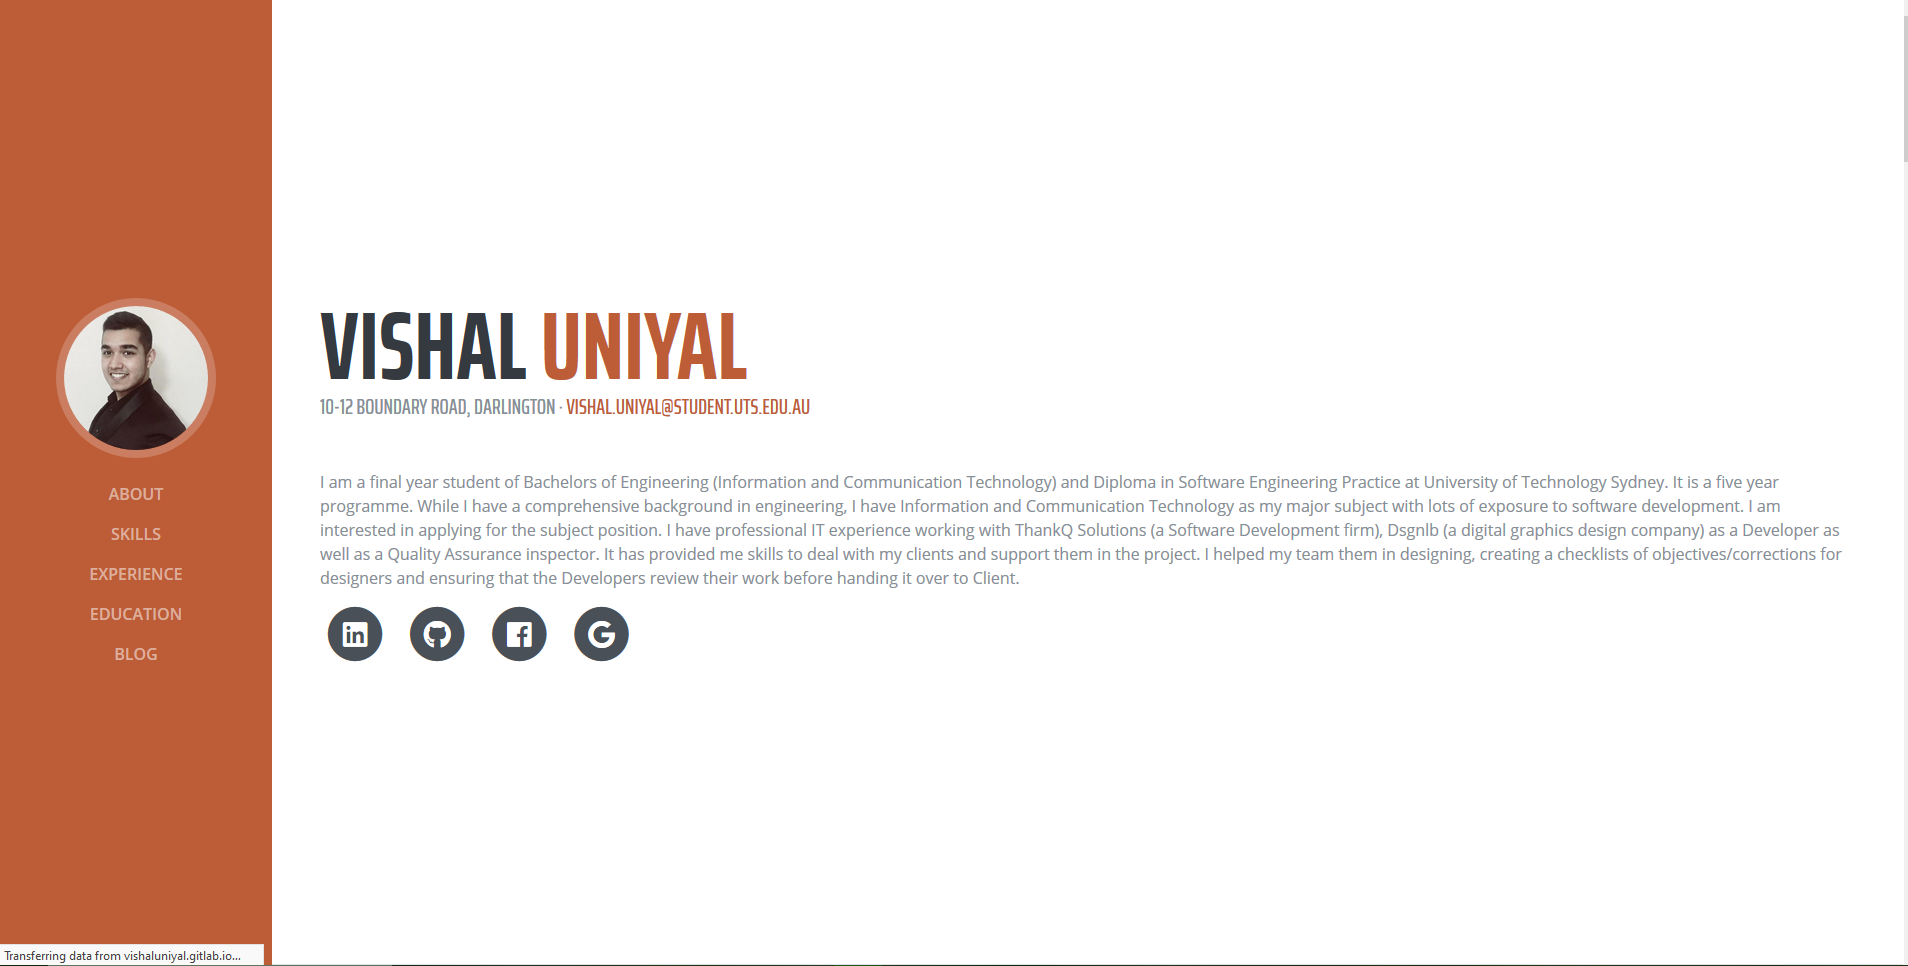 ABOUT
SKILLS
EXPERIENCE
EDUCATION
BLOG
VISHAL UNIYAL
10-12 BOUNDARY ROAD, DARLINGTON · VISHAL.UNIYAL@STUDENT.UTS.EDU.AU
I am a final year student of Bachelors of Engineering (Information and Communication Technology) and Diploma in Software Engineering Practice at University of Technology Sydney. It is a five year
programme. While I have a comprehensive background in engineering, I have Information and Communication Technology as my major subject with lots of exposure to software development. I am
interested in applying for the subject position. I have professional IT experience working with ThankQ Solutions (a Software Development firm), Dsgnlb (a digital graphics design company) as a Developer as
well as a Quality Assurance inspector. It has provided me skills to deal with my clients and support them in the project. I helped my team them in designing, creating a checklists of objectives/corrections for
designers and ensuring that the Developers review their work before handing it over to Client.
in
G
Transferring data from vishaluniyal.gitlab.io...